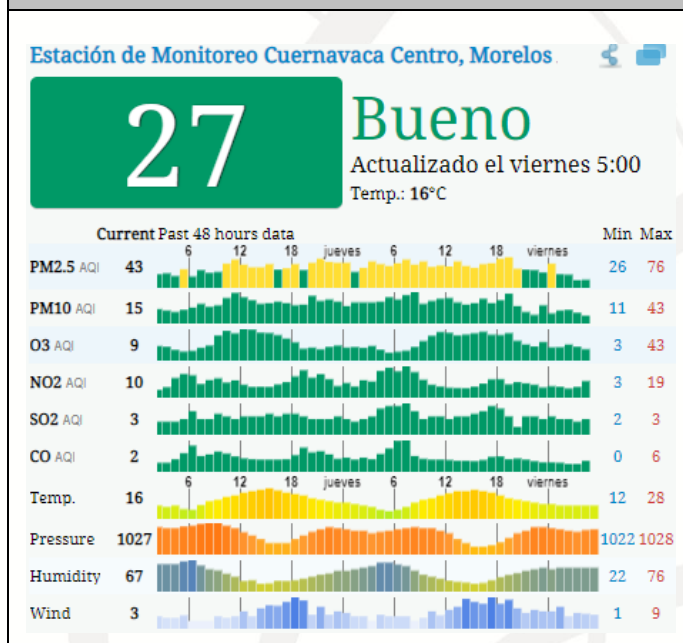 Estación de Monitoreo Cuernavaca Centro, Morelos.
27
Bueno
Actualizado el viernes 5:00
Temp.: 16°C
Current Past 48 hours data Min Max
6 12 18 jueves 6 12 18 viernes
PM2.5 AQI 43 26 76
PM10 AQI 15 11 43
O3 AQI 9 3 43
NO2 AQI 10 3 19
SO2 AQI 3 2 3
CO AQI 2 0 6
6 12 18 jueves 6 12 18 viernes
Temp. 16 12 28
Pressure 1027 1022 1028
Humidity 67 22 76
Wind 3 1 9